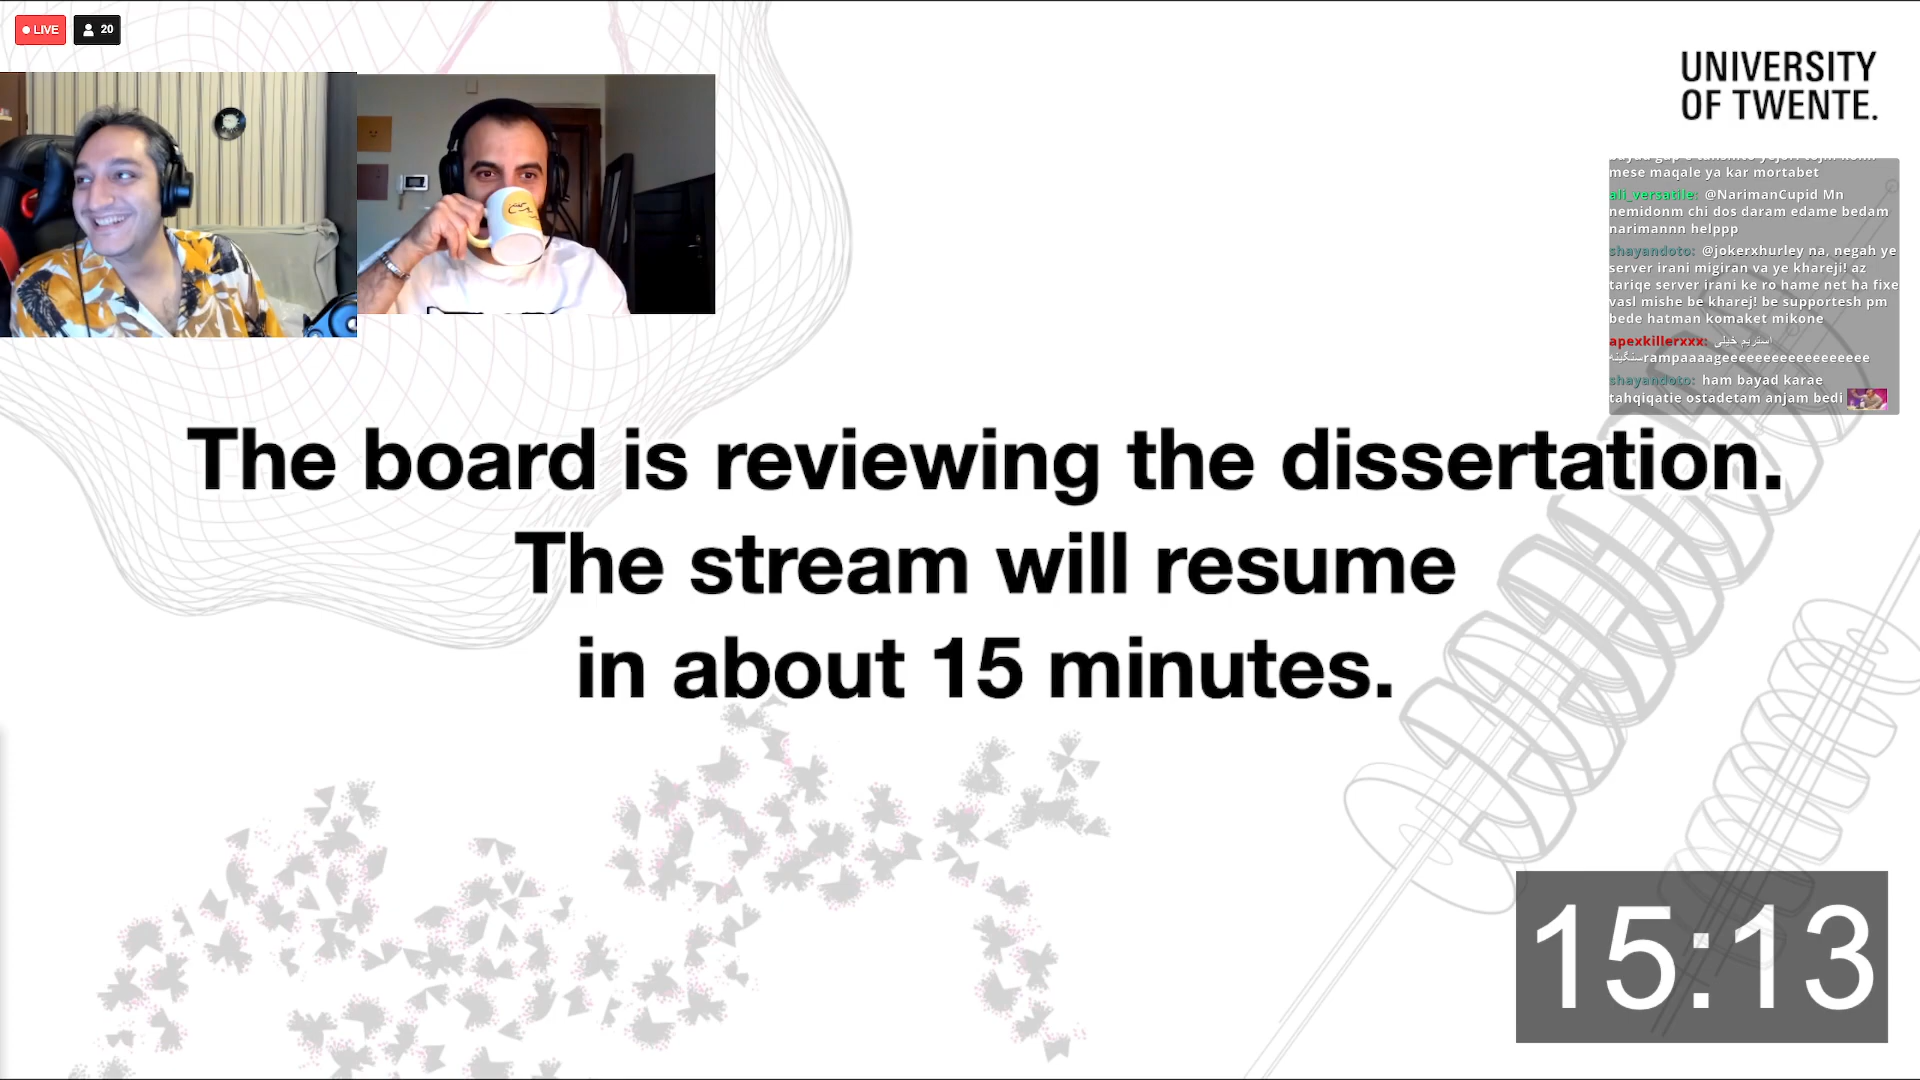 LIVE
20
UNIVERSITY
OF TWENTE.
mese maqale ya kar mortabet
ali_versatile: @NarimanCupid Mn
nemidonm chi dos daram edame bedam
narimannn helppp
shayandoto: @jokerxhurley na, negah ye
server irani migiran va ye khareji! az
tariqe server irani ke ro hame net ha fixe
vasl mishe be kharej! be supportesh pm
bede hatman komaket mikone
apexkillerxxx: استریم خیلی
سنگینهrampaaaageeeeeeeeeeeeeeeeee
shayandoto: ham bayad karae
tahqiqatie ostadetam anjam bedi
The board is reviewing the dissertation.
The stream will resume
in about 15 minutes.
15:13